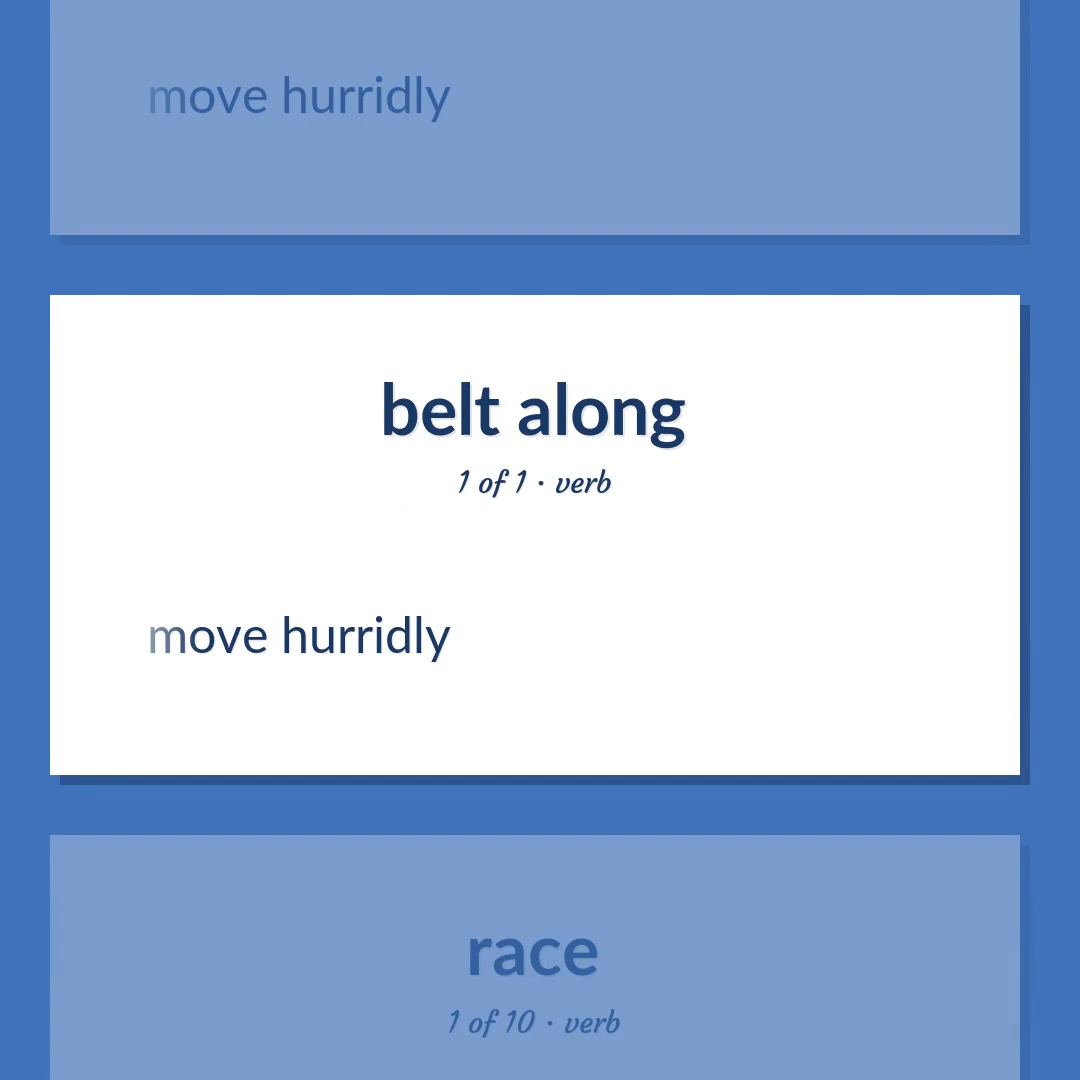 move hurridly
belt along
1 of 1 · verb
move hurridly
race
1 of 10 · verb